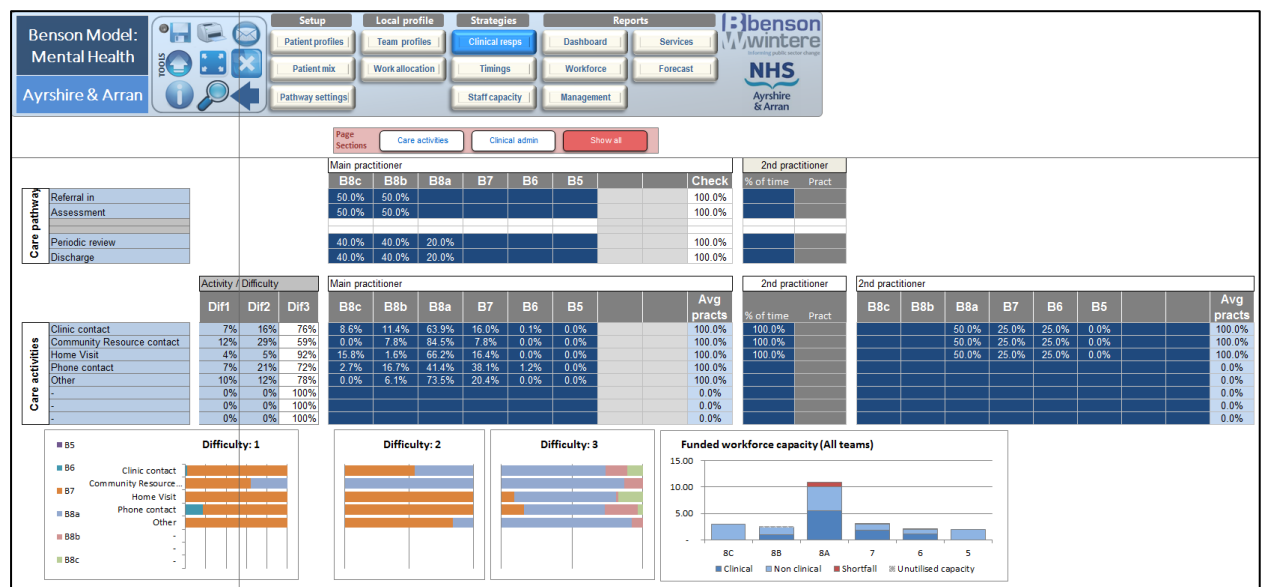 Benson Model:
Mental Health
Ayrshire & Arran
TOOLS
Setup Local profile Strategies Reports
Patient profiles Team profiles Clinical resps Dashboard Services
Patient mix Work allocation Timings Workforce Forecast
Pathway settings Staff capacity Management
benson
wintere
NHS
Ayrshire
& Arran
Page
Sections
Care activities Clinical admin Show all
Main practitioner 2nd practitioner
B8c B8b B8a B7 B6 B5 Check % of time Pract
Care pathway
Referral in 50.0% 50.0% 100.0%
Assessment 50.0% 50.0% 100.0%
Periodic review 40.0% 40.0% 20.0% 100.0%
Discharge 40.0% 40.0% 20.0% 100.0%
Activity / Difficulty Main practitioner 2nd practitioner 2nd practitioner
Dif1 Dif2 Dif3 B8c B8b B8a B7 B6 B5 Avg practs % of time Pract B8c B8b B8a B7 B6 B5 Avg practs
Care activities
Clinic contact 7% 16% 76% 8.6% 11.4% 63.9% 16.0% 0.1% 0.0% 100.0% 100.0% 50.0% 25.0% 25.0% 0.0% 100.0%
Community Resource contact 12% 29% 59% 0.0% 7.8% 84.5% 7.8% 0.0% 0.0% 100.0% 100.0% 50.0% 25.0% 25.0% 0.0% 100.0%
Home Visit 4% 5% 92% 15.8% 1.6% 66.2% 16.4% 0.0% 0.0% 100.0% 100.0% 50.0% 25.0% 25.0% 0.0% 100.0%
Phone contact 7% 21% 72% 2.7% 16.7% 41.4% 38.1% 1.2% 0.0% 100.0% 0.0%
Other 10% 12% 78% 0.0% 6.1% 73.5% 20.4% 0.0% 0.0% 100.0% 0.0%
- 0% 0% 100% 0.0% 0.0%
- 0% 0% 100% 0.0% 0.0%
- 0% 0% 100% 0.0% 0.0%
B5
B6
B7
B8a
B8b
B8c
Difficulty: 1
Clinic contact
Community Resource...
Home Visit
Phone contact
Other
-
-
-
Difficulty: 2
Difficulty: 3
Funded workforce capacity (All teams)
15.00
10.00
5.00
-
8C 8B 8A 7 6 5
Clinical Non clinical Shortfall Unutilised capacity